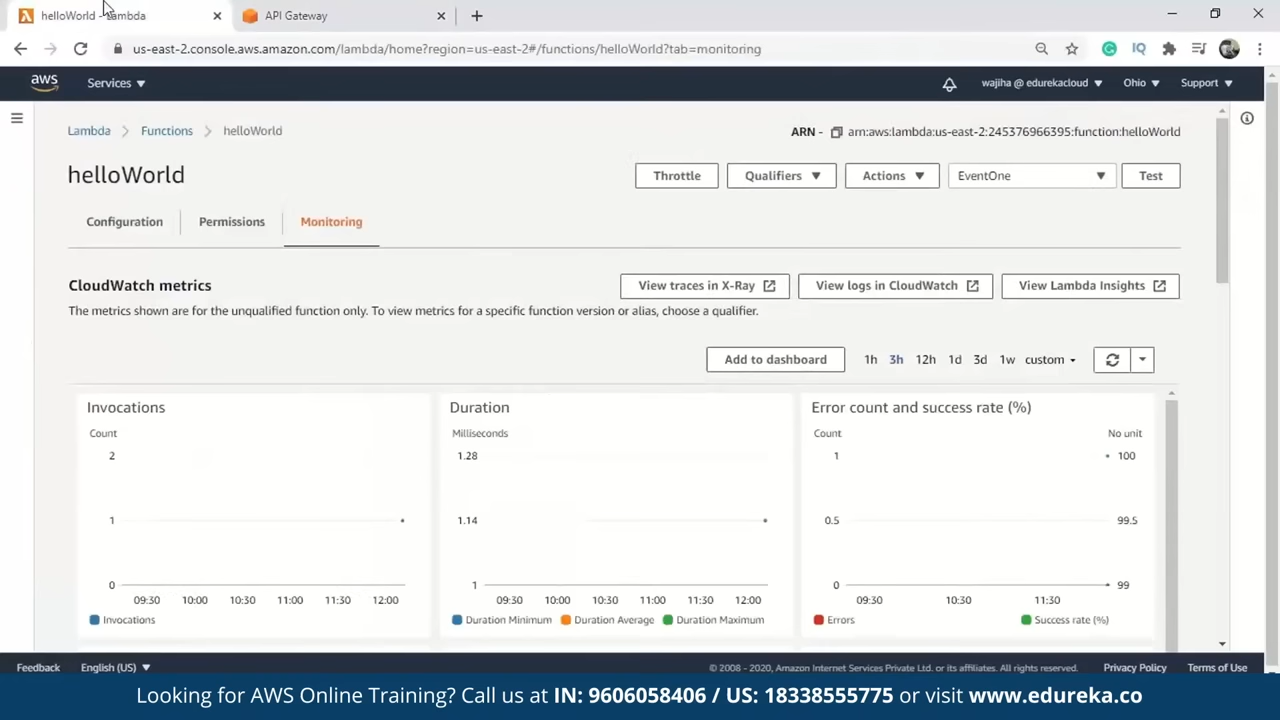 helloWorld - Lambda
API Gateway
us-east-2.console.aws.amazon.com/lambda/home?region=us-east-2#/functions/helloWorld?tab=monitoring
aws Services wajiha @ edurekacloud Ohio Support
Lambda Functions helloWorld ARN - arn:aws:lambda:us-east-2:245376966395:function:helloWorld
helloWorld Throttle Qualifiers Actions EventOne Test
Configuration Permissions Monitoring
CloudWatch metrics View traces in X-Ray View logs in CloudWatch View Lambda Insights
The metrics shown are for the unqualified function only. To view metrics for a specific function version or alias, choose a qualifier.
Add to dashboard 1h 3h 12h 1d 3d 1w custom
Invocations
Count
2
1
0
09:30 10:00 10:30 11:00 11:30 12:00
Invocations
Duration
Milliseconds
1.28
1.14
1
09:30 10:00 10:30 11:00 11:30 12:00
Duration Minimum Duration Average Duration Maximum
Error count and success rate (%)
Count No unit
1 100
0.5 99.5
0 99
09:30 10:30 11:30
Errors Success rate (%)
Feedback English (US) © 2008 - 2020, Amazon Internet Services Private Ltd. or its affiliates. All rights reserved. Privacy Policy Terms of Use
Looking for AWS Online Training? Call us at IN: 9606058406 / US: 18338555775 or visit www.edureka.co